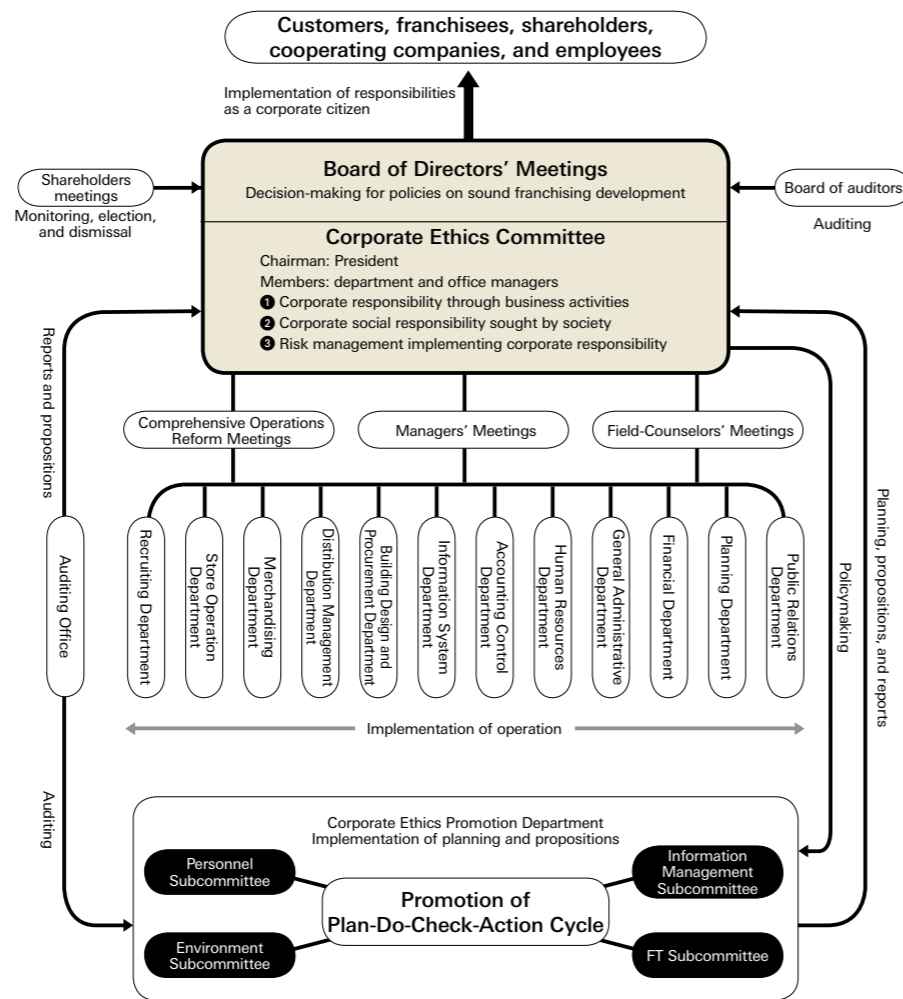 Customers, franchisees, shareholders,
cooperating companies, and employees
Implementation of responsibilities
as a corporate citizen
Board of Directors’ Meetings
Decision-making for policies on sound franchising development
Shareholders
meetings
Monitoring, election,
and dismissal
Board of auditors
Auditing
Corporate Ethics Committee
Chairman: President
Members: department and office managers
❶ Corporate responsibility through business activities
❷ Corporate social responsibility sought by society
❸ Risk management implementing corporate responsibility
Reports and propositions
Comprehensive Operations
Reform Meetings
Managers’ Meetings
Field-Counselors’ Meetings
Auditing Office
Recruiting Department
Store Operation
Department
Merchandising
Department
Distribution Management
Department
Building Design and
Procurement Department
Information System
Department
Accounting Control
Department
Human Resources
Department
General Administrative
Department
Financial Department
Planning Department
Public Relations
Department
Policymaking
Planning, propositions, and reports
Implementation of operation
Auditing
Corporate Ethics Promotion Department
Implementation of planning and propositions
Personnel
Subcommittee
Information
Management
Subcommittee
Promotion of
Plan-Do-Check-Action Cycle
Environment
Subcommittee
FT Subcommittee